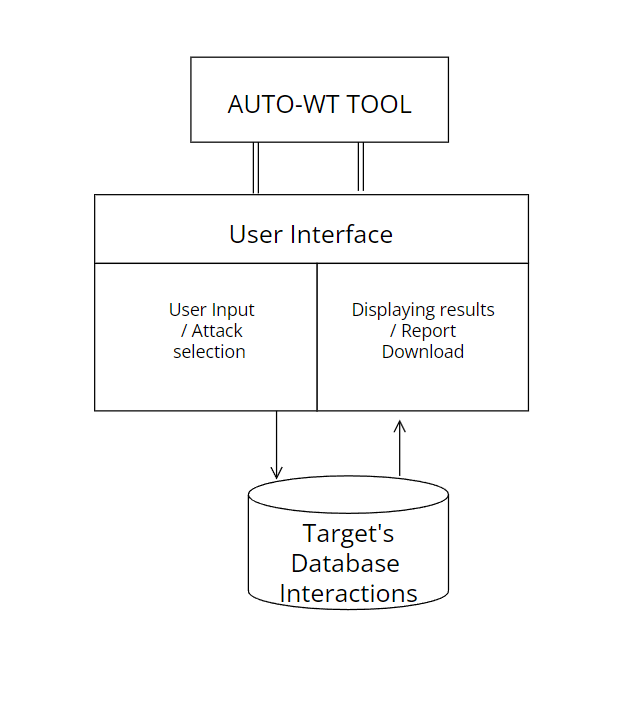 AUTO-WT TOOL
User Interface
User Input
/ Attack
selection
Displaying results
/ Report
Download
Target's
Database
Interactions